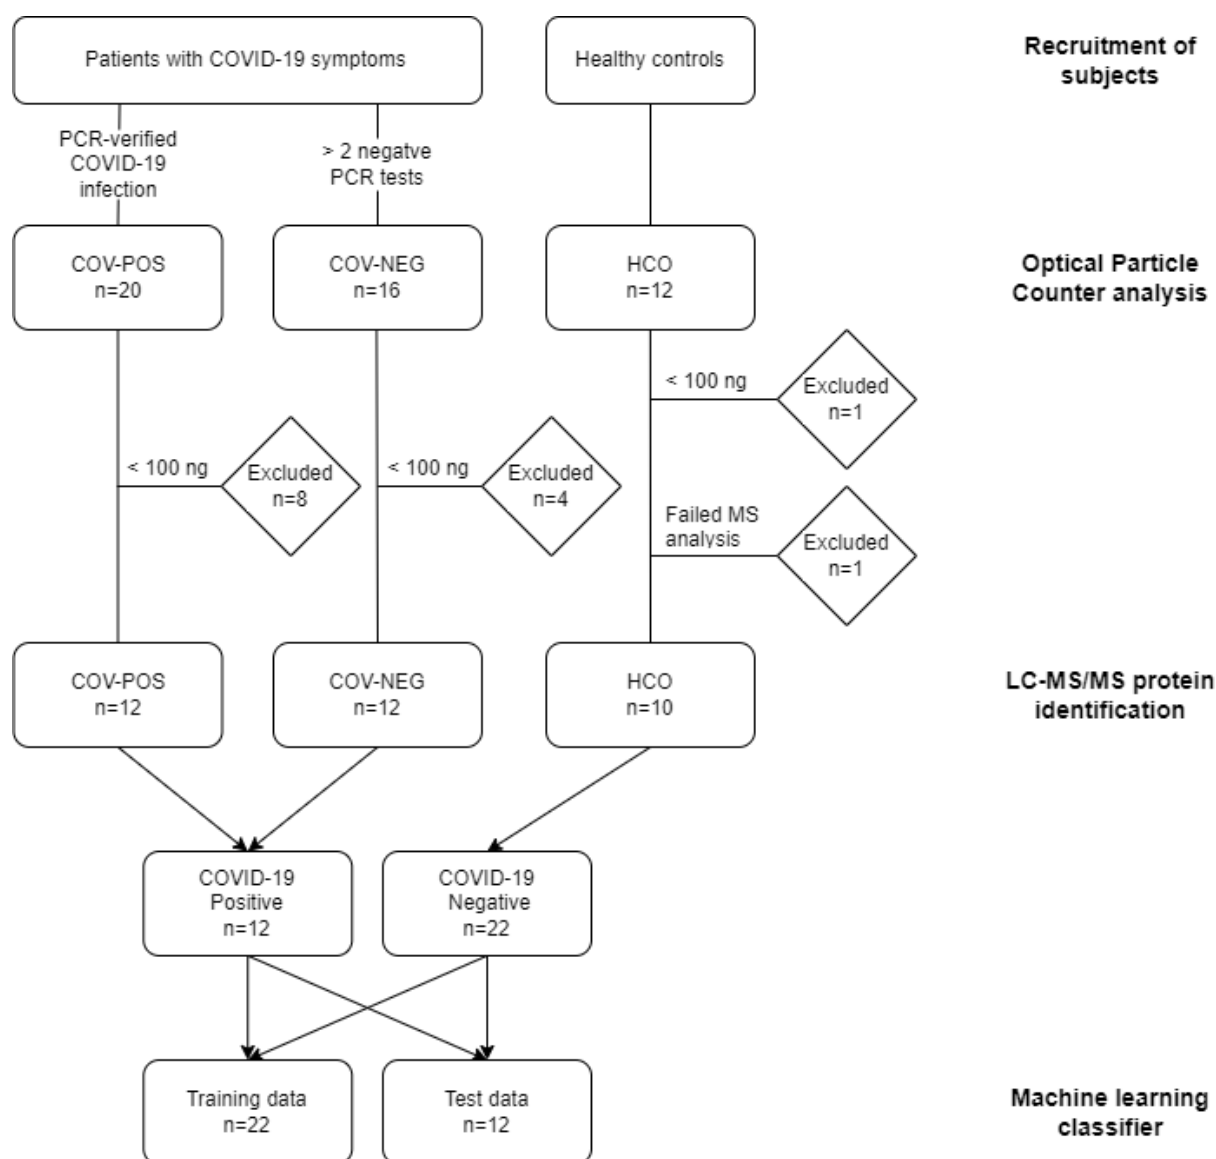 Patients with COVID-19 symptoms
Healthy controls
Recruitment of
subjects
PCR-verified
COVID-19
infection
> 2 negatve
PCR tests
COV-POS
n=20
COV-NEG
n=16
HCO
n=12
Optical Particle
Counter analysis
< 100 ng
Excluded
n=1
< 100 ng
Excluded
n=8
< 100 ng
Excluded
n=4
Failed MS
analysis
Excluded
n=1
COV-POS
n=12
COV-NEG
n=12
HCO
n=10
LC-MS/MS protein
identification
COVID-19
Positive
n=12
COVID-19
Negative
n=22
Training data
n=22
Test data
n=12
Machine learning
classifier